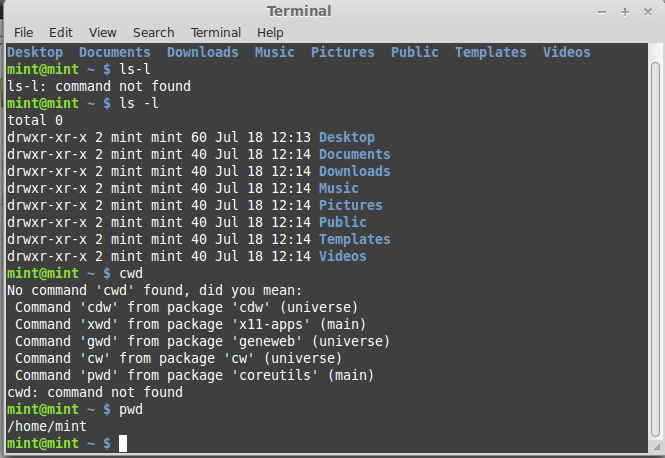 Terminal
File Edit View Search Terminal Help
Desktop  Documents  Downloads  Music  Pictures  Public  Templates  Videos
mint@mint ~ $ ls-l
ls-l: command not found
mint@mint ~ $ ls -l
total 0
drwxr-xr-x 2 mint mint 60 Jul 18 12:13 Desktop
drwxr-xr-x 2 mint mint 40 Jul 18 12:14 Documents
drwxr-xr-x 2 mint mint 40 Jul 18 12:14 Downloads
drwxr-xr-x 2 mint mint 40 Jul 18 12:14 Music
drwxr-xr-x 2 mint mint 40 Jul 18 12:14 Pictures
drwxr-xr-x 2 mint mint 40 Jul 18 12:14 Public
drwxr-xr-x 2 mint mint 40 Jul 18 12:14 Templates
drwxr-xr-x 2 mint mint 40 Jul 18 12:14 Videos
mint@mint ~ $ cwd
No command 'cwd' found, did you mean:
 Command 'cdw' from package 'cdw' (universe)
 Command 'xwd' from package 'x11-apps' (main)
 Command 'gwd' from package 'geneweb' (universe)
 Command 'cw' from package 'cw' (universe)
 Command 'pwd' from package 'coreutils' (main)
cwd: command not found
mint@mint ~ $ pwd
/home/mint
mint@mint ~ $